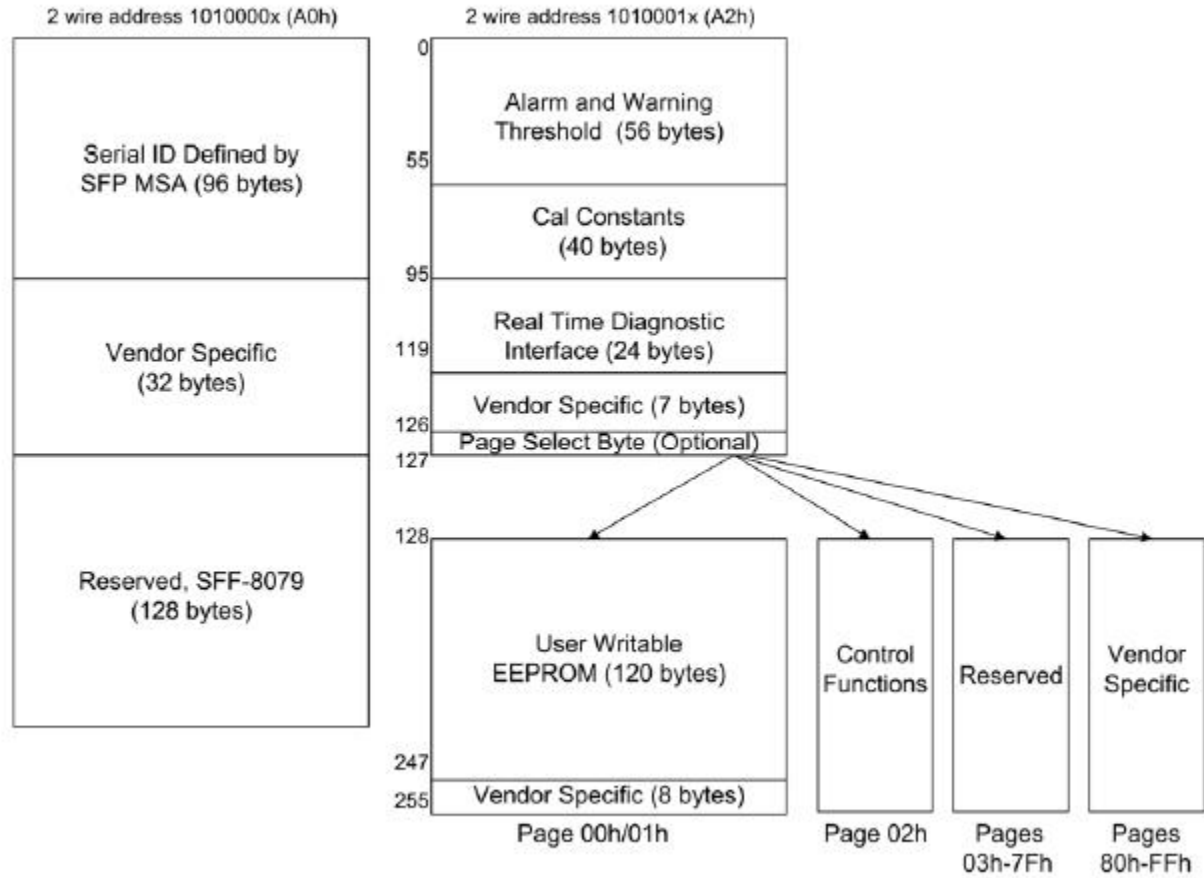 2 wire address 1010000x (A0h)
Serial ID Defined by
SFP MSA (96 bytes)
Vendor Specific
(32 bytes)
Reserved, SFF-8079
(128 bytes)
2 wire address 1010001x (A2h)
0
Alarm and Warning
Threshold (56 bytes)
55
Cal Constants
(40 bytes)
95
Real Time Diagnostic
Interface (24 bytes)
119
Vendor Specific (7 bytes)
126
Page Select Byte (Optional)
127
128
User Writable
EEPROM (120 bytes)
247
Vendor Specific (8 bytes)
255
Page 00h/01h
Control
Functions
Page 02h
Reserved
Pages
03h-7Fh
Vendor
Specific
Pages
80h-FFh